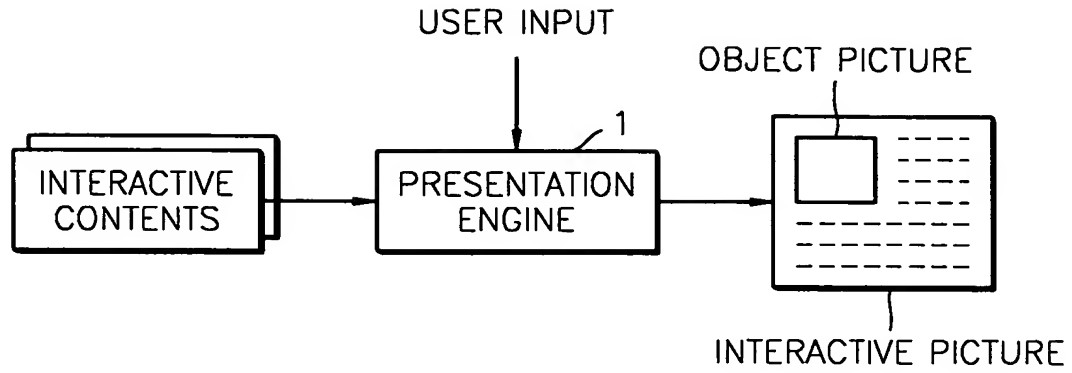 USER INPUT
OBJECT PICTURE
1
INTERACTIVE
CONTENTS
PRESENTATION
ENGINE
INTERACTIVE PICTURE